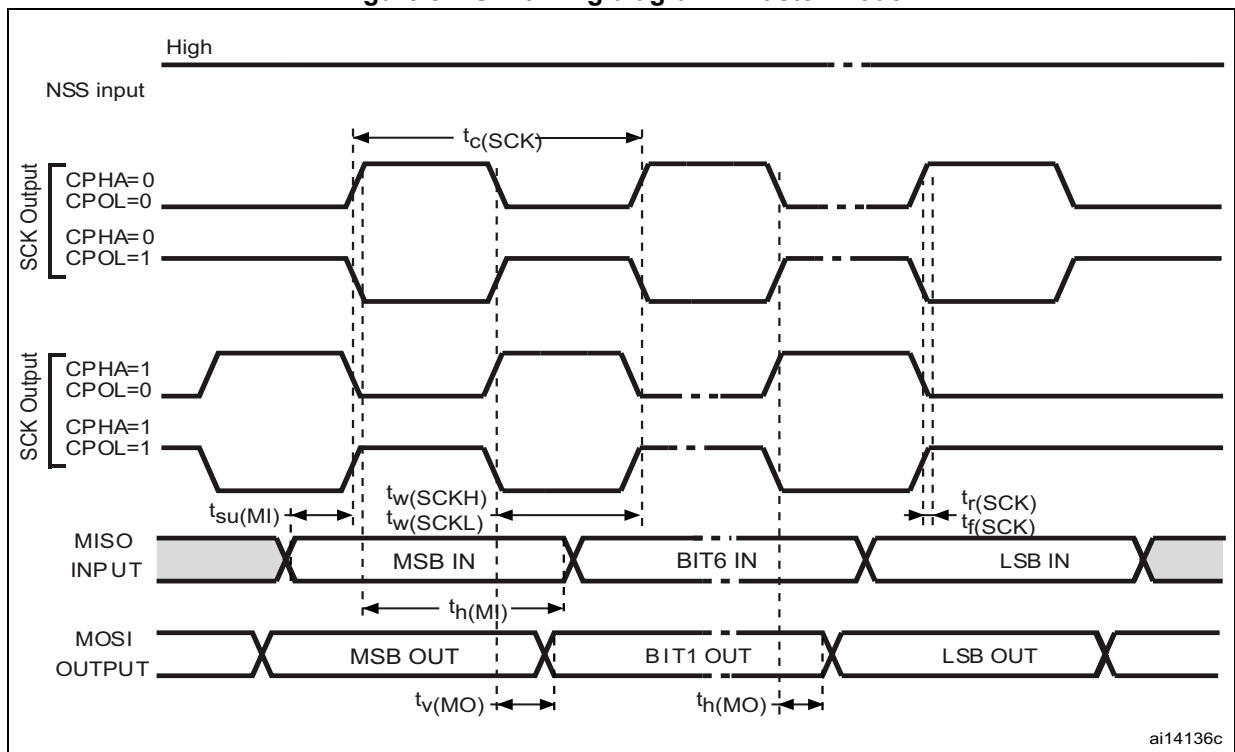 High
NSS input
tc(SCK)
SCK Output
CPHA=0
CPOL=0
CPHA=0
CPOL=1
SCK Output
CPHA=1
CPOL=0
CPHA=1
CPOL=1
tsu(MI)
tw(SCKH)
tw(SCKL)
tr(SCK)
tf(SCK)
MISO
INPUT
MSB IN
BIT6 IN
LSB IN
th(MI)
MOSI
OUTPUT
MSB OUT
BIT1 OUT
LSB OUT
tv(MO)
th(MO)
ai14136c